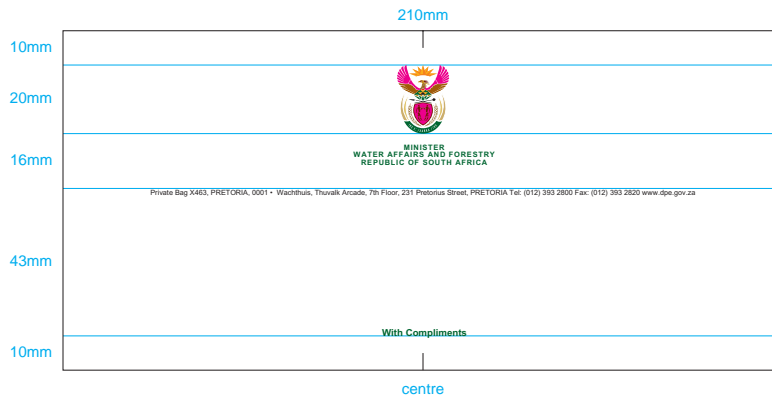 210mm
10mm
20mm
MINISTER
WATER AFFAIRS AND FORESTRY
REPUBLIC OF SOUTH AFRICA
16mm
Private Bag X463, PRETORIA, 0001 • Wachthuis, Thuvalk Arcade, 7th Floor, 231 Pretorius Street, PRETORIA Tel: (012) 393 2800 Fax: (012) 393 2820 www.dpe.gov.za
43mm
With Compliments
10mm
centre